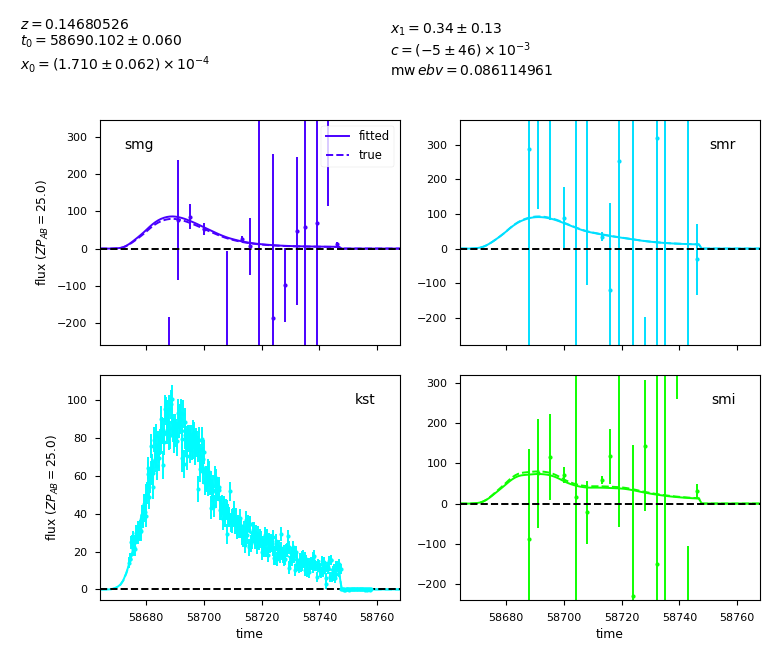 z = 0.14680526
t₀ = 58690.102 ± 0.060
x₀ = (1.710 ± 0.062) × 10⁻⁴
x₁ = 0.34 ± 0.13
c = (−5 ± 46) × 10⁻³
mw ebv = 0.086114961
smg
fitted
true
300
200
100
0
−100
−200
flux (ZP_AB = 25.0)
smr
300
200
100
0
−100
−200
kst
100
80
60
40
20
0
flux (ZP_AB = 25.0)
58680 58700 58720 58740 58760
time
smi
300
200
100
0
−100
−200
58680 58700 58720 58740 58760
time